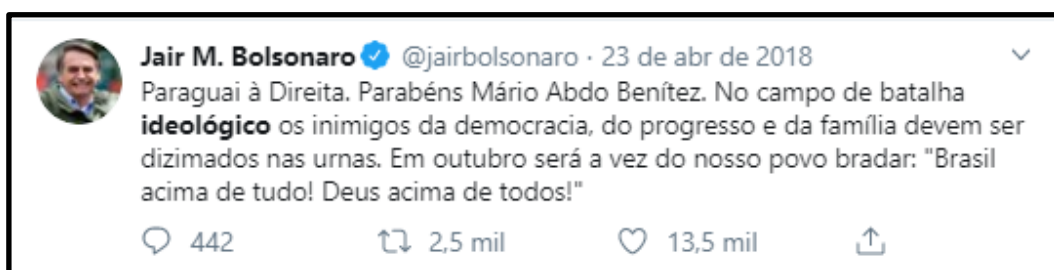 Jair M. Bolsonaro @jairbolsonaro · 23 de abr de 2018
Paraguai à Direita. Parabéns Mário Abdo Benítez. No campo de batalha
ideológico os inimigos da democracia, do progresso e da família devem ser
dizimados nas urnas. Em outubro será a vez do nosso povo bradar: "Brasil
acima de tudo! Deus acima de todos!"
442 2,5 mil 13,5 mil